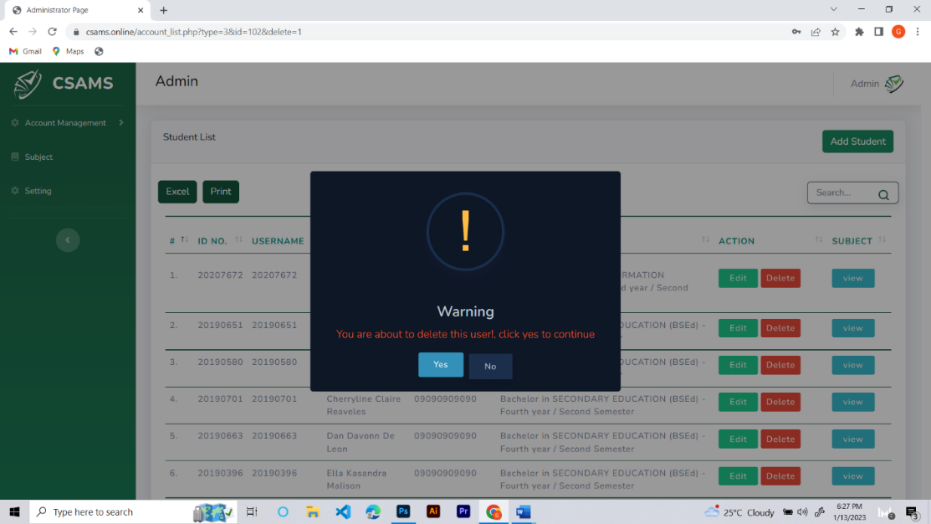 Administrator Page
csams.online/account_list.php?type=3&id=102&delete=1
G
Gmail
Maps
CSAMS
Admin
Admin
Account Management
Subject
Setting
Student List
Add Student
Excel
Print
Search...
# ID NO. USERNAME ACTION SUBJECT
1. 20207672 20207672 RMATION Edit Delete view
d year / Second
2. 20190651 20190651 DUCATION (BSEd) - Edit Delete view
3. 20190580 20190580 DUCATION (BSEd) - Edit Delete view
4. 20190701 20190701 Cherryline Claire 09090909090 Bachelor in SECONDARY EDUCATION (BSEd) - Edit Delete view
Reaveles Fourth year / Second Semester
5. 20190663 20190663 Dan Davonn De 09090909090 Bachelor in SECONDARY EDUCATION (BSEd) - Edit Delete view
Leon Fourth year / Second Semester
6. 20190396 20190396 Ella Kasandra 09090909090 Bachelor in SECONDARY EDUCATION (BSEd) - Edit Delete view
Malison Fourth year / Second Semester
!
Warning
You are about to delete this user!. click yes to continue
Yes
No
Type here to search
Ps
Ai
Pr
25°C Cloudy
6:27 PM
1/13/2023
3